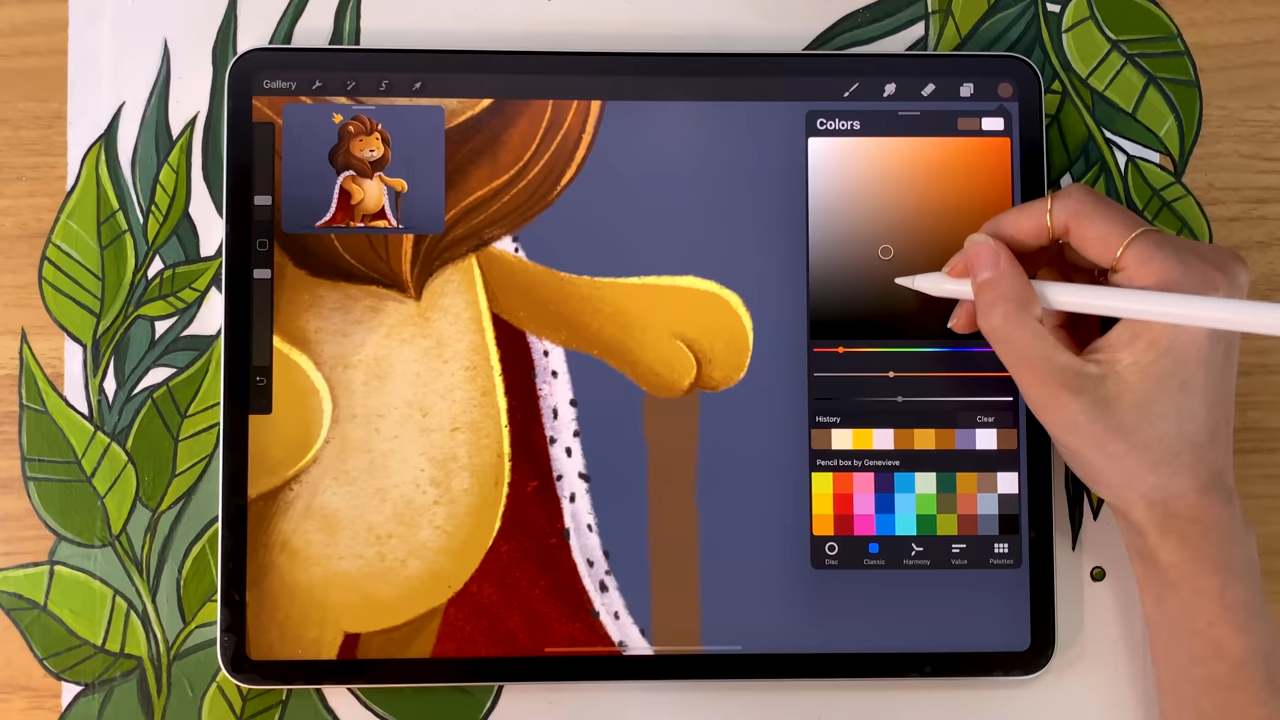 Gallery
Colors
History
Clear
Pencil box by Genevieve
Disc
Classic
Harmony
Value
Palettes